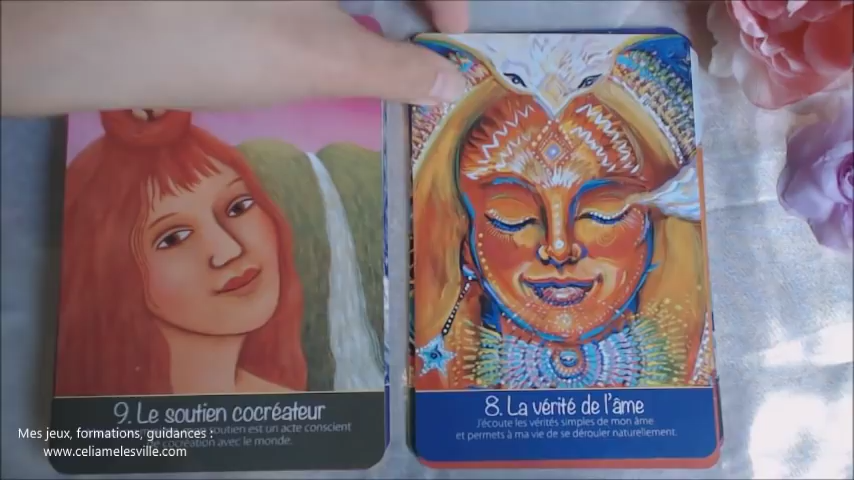 9. Le soutien cocréateur
soutien est un acte conscient
de cocréation avec le monde.
8. La vérité de l'âme
J'écoute les vérités simples de mon âme
et permets à ma vie de se dérouler naturellement.
Mes jeux, formations, guidances :
www.celiamelesville.com